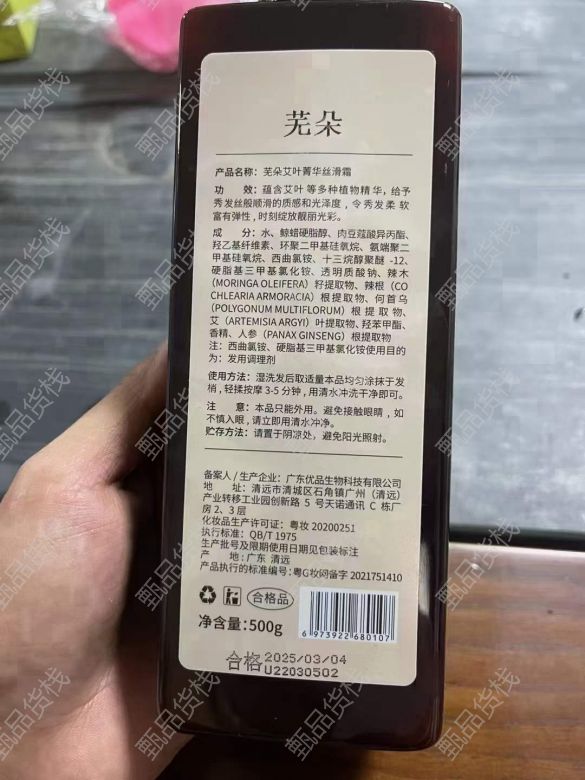 芜朵
产品名称：芜朵艾叶菁华丝滑霜
功 效：蕴含艾叶 等多种植物精华，给予
秀发丝般顺滑的质感和光泽度，令秀发柔 软
富有弹性，时刻绽放靓丽光彩。
成 分：水、鲸蜡硬脂醇、肉豆蔻酸异丙酯、
羟乙基纤维素、环聚二甲基硅氧烷、氨端聚二
甲基硅氧烷、西曲氯铵、十三烷醇聚醚 -12、
硬脂基三甲基氯化铵、透明质酸钠、辣木
(MORINGA OLEIFERA）籽提取物、辣根（CO
CHLEARIA ARMORACIA）根提取物、何首乌
(POLYGONUM MULTIFLORUM）根 提 取 物、
艾（ARTEMISIA ARGYI）叶提取物、羟苯甲酯、
香精、人参（PANAX GINSENG）根提取物
注：西曲氯铵、硬脂基三甲基氯化铵使用目的
为：发用调理剂
使用方法：湿洗发后取适量本品均匀涂抹于发
梢，轻揉按摩 3-5 分钟，用清水冲洗干净即可。
注 意：本品只能外用。避免接触眼睛，如
不慎入眼，请立即用清水冲净。
贮存方法：请置于阴凉处，避免阳光照射。
备案人 / 生产企业：广东优品生物科技有限公司
地 址：清远市清城区石角镇广州（清远）
产业转移工业园创新路 5 号天诺通讯 C 栋厂
房 2、3 层
化妆品生产许可证：粤妆 20200251
执行标准：QB/T 1975
生产批号及限期使用日期见包装标注
产 地：广东 清远
产品执行的标准编号：粤G妆网备字 2021751410
合格品
净含量：500g
6 973922 680107
合格 2025/03/04
U22030502
甄品货栈